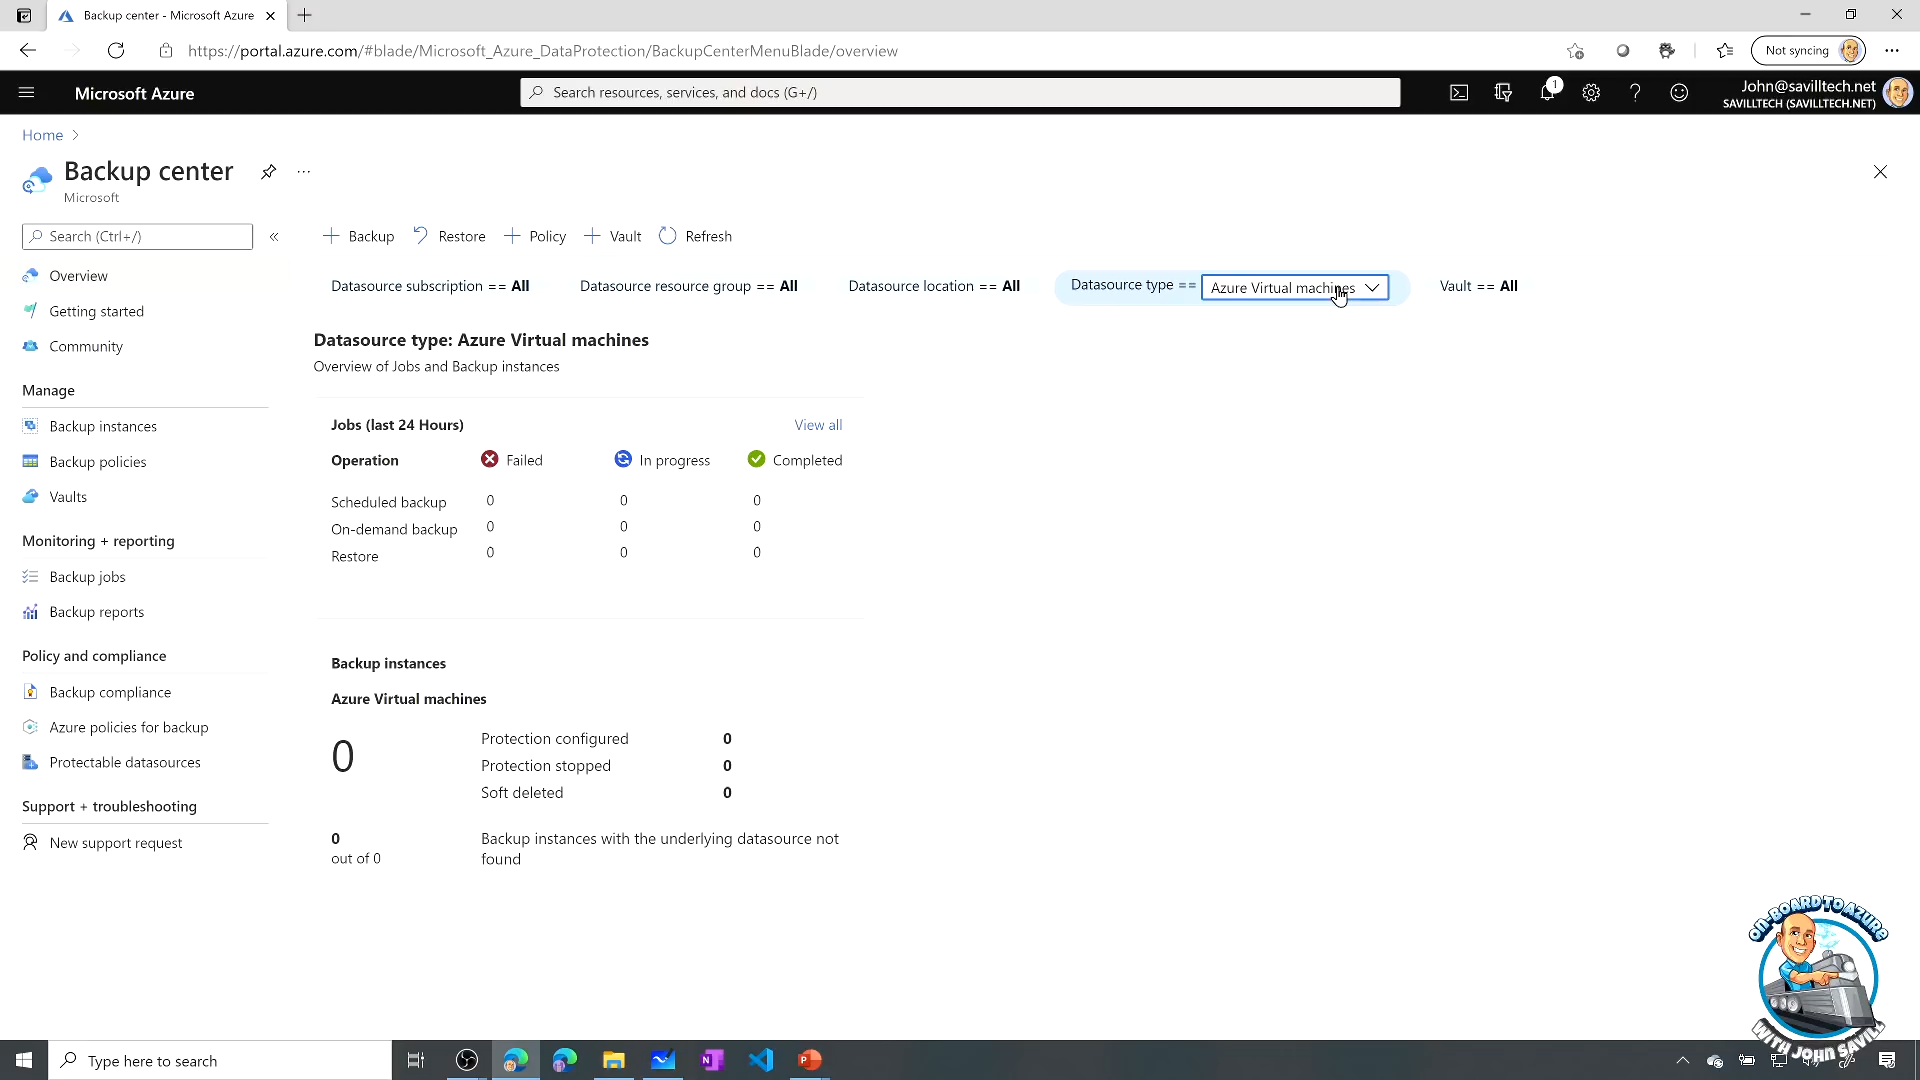 Backup center - Microsoft Azure
https://portal.azure.com/#blade/Microsoft_Azure_DataProtection/BackupCenterMenuBlade/overview
Not syncing
Microsoft Azure
Search resources, services, and docs (G+/)
1
John@savilltech.net
SAVILLTECH (SAVILLTECH.NET)
Home
Backup center
Microsoft
Search (Ctrl+/)
Overview
Getting started
Community
Manage
Backup instances
Backup policies
Vaults
Monitoring + reporting
Backup jobs
Backup reports
Policy and compliance
Backup compliance
Azure policies for backup
Protectable datasources
Support + troubleshooting
New support request
Backup Restore Policy Vault Refresh
Datasource subscription == All Datasource resource group == All Datasource location == All Datasource type == Azure Virtual machines Vault == All
Datasource type: Azure Virtual machines
Overview of Jobs and Backup instances
Jobs (last 24 Hours) View all
Operation Failed In progress Completed
Scheduled backup 0 0 0
On-demand backup 0 0 0
Restore 0 0 0
Backup instances
Azure Virtual machines
0
Protection configured 0
Protection stopped 0
Soft deleted 0
0
out of 0
Backup instances with the underlying datasource not
found
ON-BOARD TO AZURE
WITH JOHN SAVILL
Type here to search